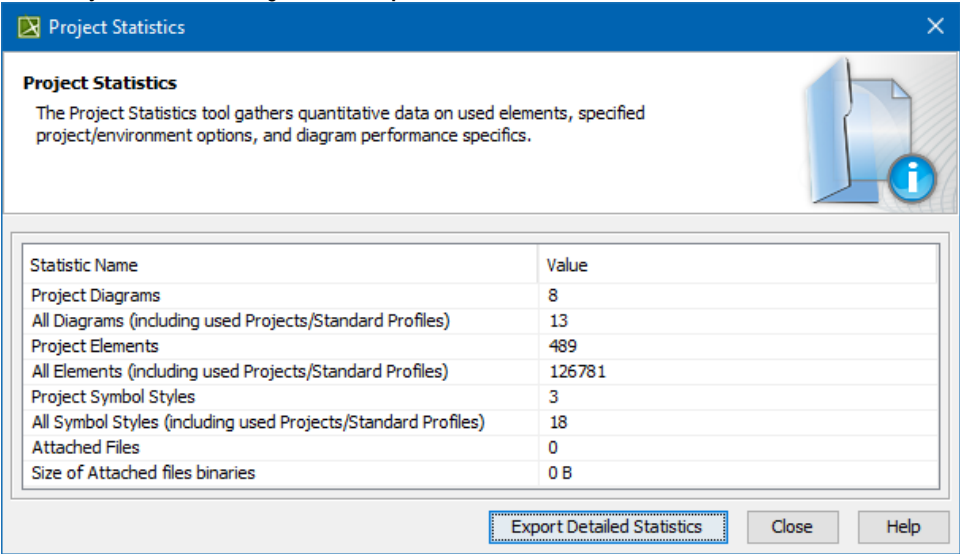 Project Statistics
Project Statistics
The Project Statistics tool gathers quantitative data on used elements, specified
project/environment options, and diagram performance specifics.
Statistic Name Value
Project Diagrams 8
All Diagrams (including used Projects/Standard Profiles) 13
Project Elements 489
All Elements (including used Projects/Standard Profiles) 126781
Project Symbol Styles 3
All Symbol Styles (including used Projects/Standard Profiles) 18
Attached Files 0
Size of Attached files binaries 0 B
Export Detailed Statistics Close Help